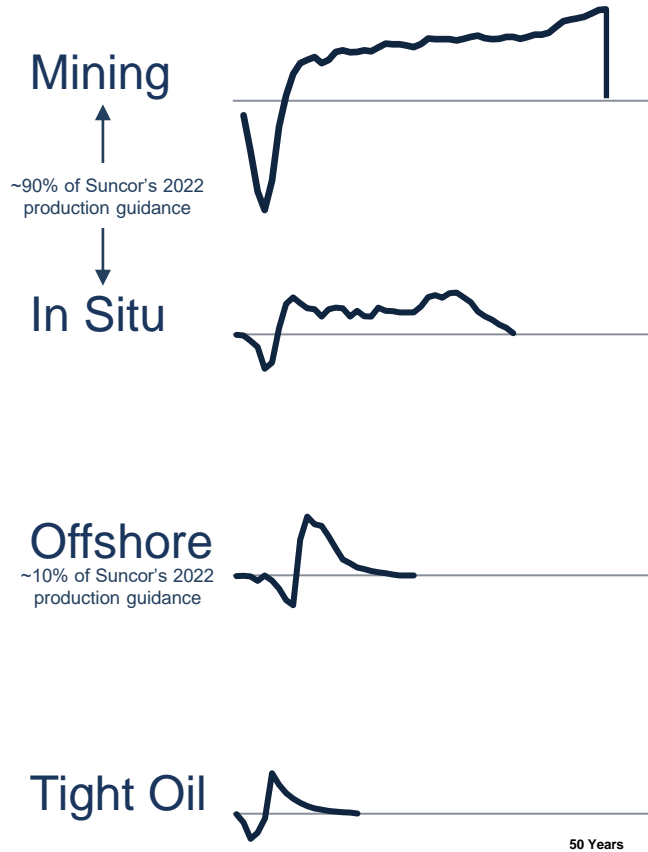 Mining
~90% of Suncor's 2022
production guidance
In Situ
Offshore
~10% of Suncor's 2022
production guidance
Tight Oil
50 Years